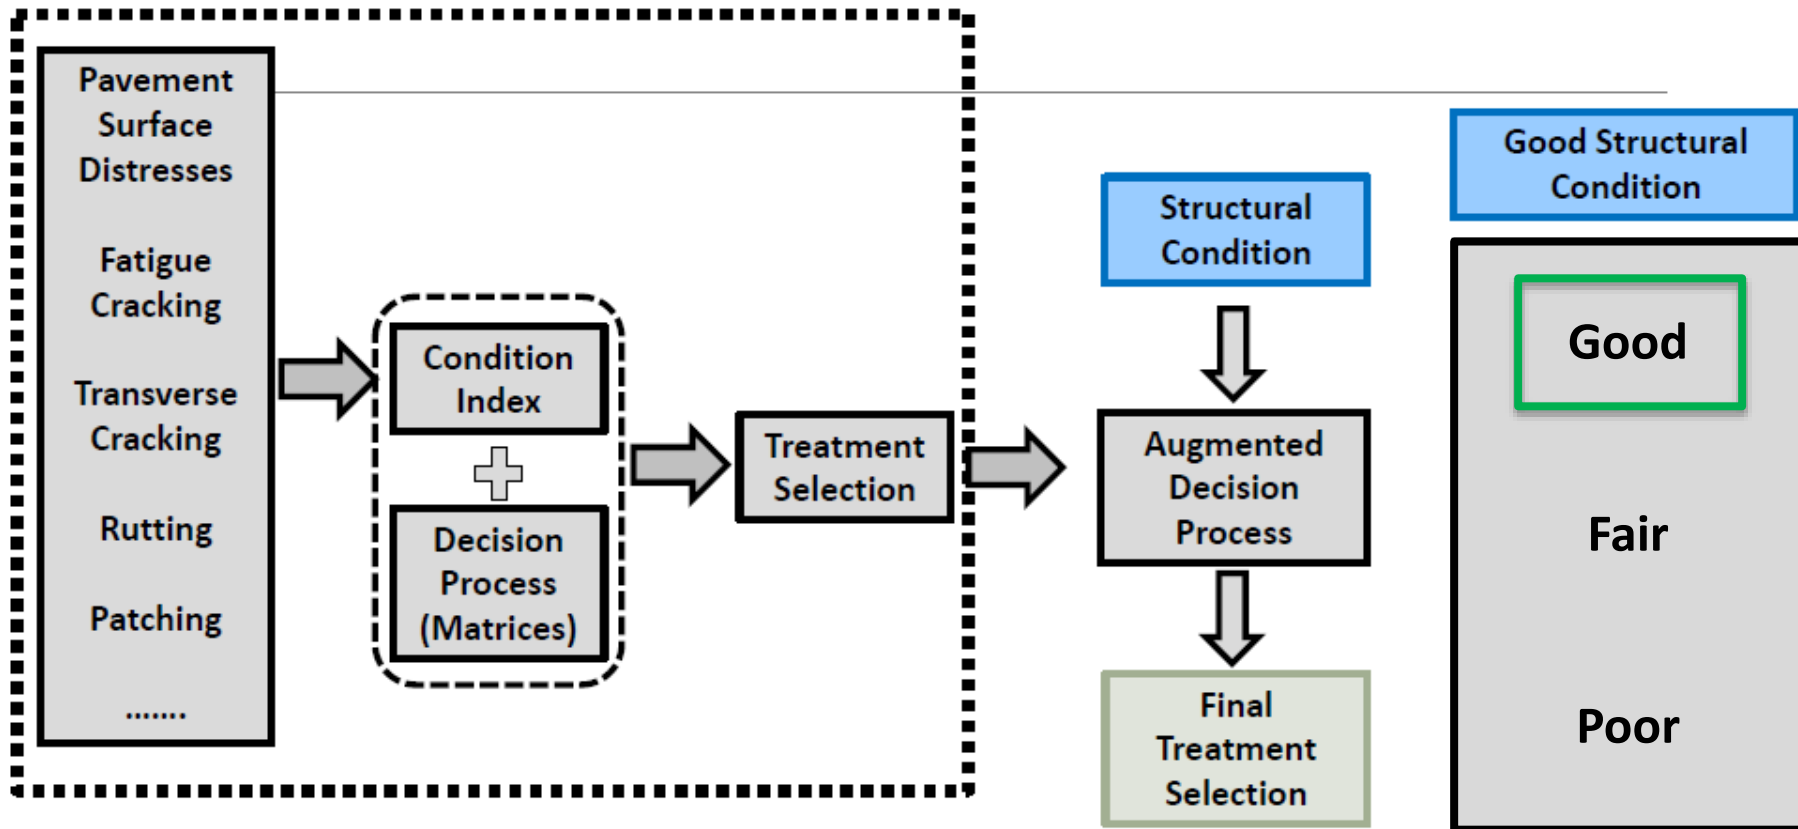 Pavement
Surface
Distresses
Fatigue
Cracking
Transverse
Cracking
Rutting
Patching
.......
Condition
Index
Decision
Process
(Matrices)
Treatment
Selection
Structural
Condition
Augmented
Decision
Process
Final
Treatment
Selection
Good Structural
Condition
Good
Fair
Poor